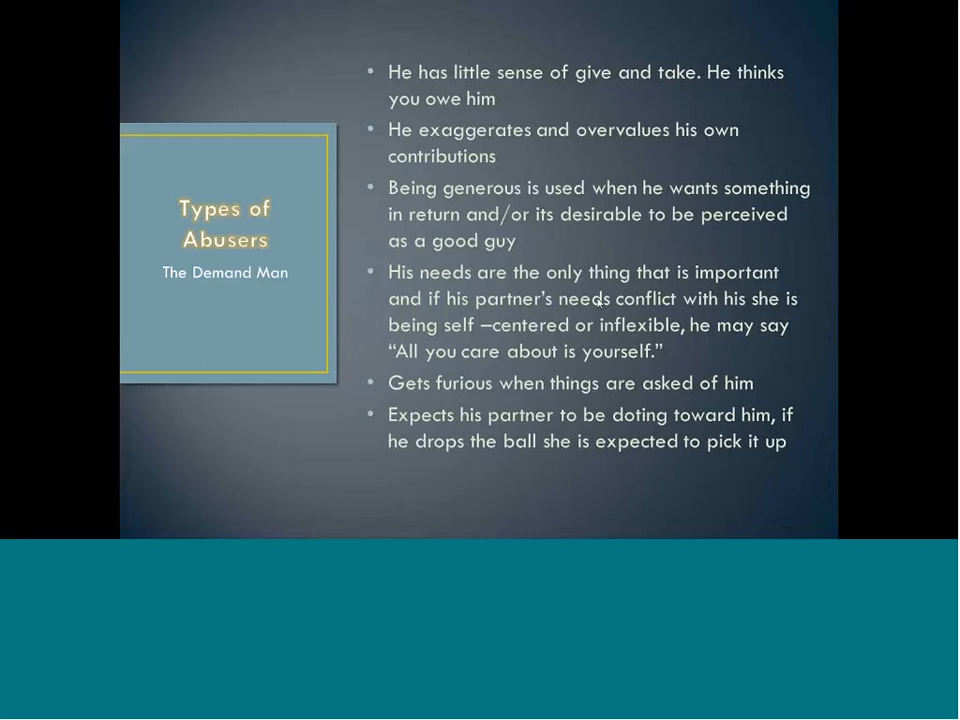 Types of
Abusers
The Demand Man
• He has little sense of give and take. He thinks
you owe him
• He exaggerates and overvalues his own
contributions
• Being generous is used when he wants something
in return and/or its desirable to be perceived
as a good guy
• His needs are the only thing that is important
and if his partner’s needs conflict with his she is
being self –centered or inflexible, he may say
“All you care about is yourself.”
• Gets furious when things are asked of him
• Expects his partner to be doting toward him, if
he drops the ball she is expected to pick it up